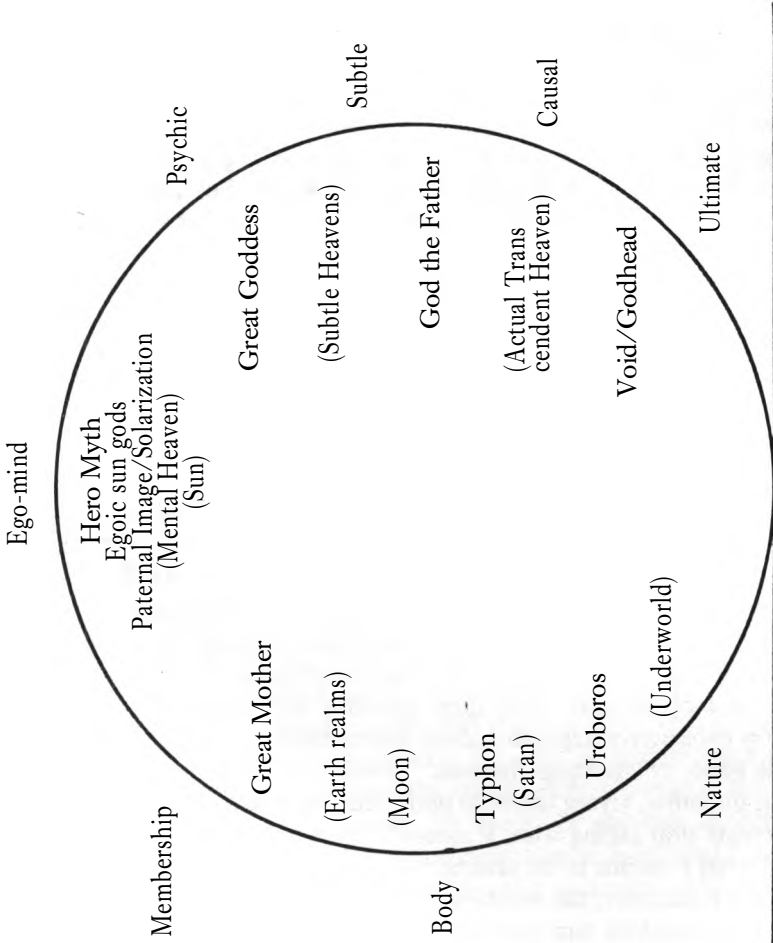 Ego-mind
Psychic
Subtle
Causal
Ultimate
Membership
Body
Nature
Hero Myth
Egoic sun gods
Paternal Image/Solarization
(Mental Heaven)
(Sun)
Great Goddess
(Subtle Heavens)
God the Father
(Actual Trans
cendent Heaven)
Void/Godhead
Great Mother
(Earth realms)
(Moon)
Typhon
(Satan)
Uroboros
(Underworld)